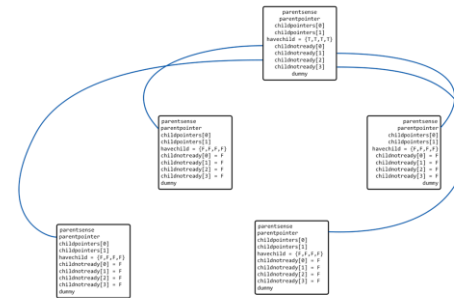 parentsense
parentpointer
childpointers[0]
childpointers[1]
havechild = {T,T,T,T}
childnotready[0]
childnotready[1]
childnotready[2]
childnotready[3]
dummy
parentsense
parentpointer
childpointers[0]
childpointers[1]
havechild = {F,F,F,F}
childnotready[0] = F
childnotready[1] = F
childnotready[2] = F
childnotready[3] = F
dummy
parentsense
parentpointer
childpointers[0]
childpointers[1]
havechild = {F,F,F,F}
childnotready[0] = F
childnotready[1] = F
childnotready[2] = F
childnotready[3] = F
dummy
parentsense
parentpointer
childpointers[0]
childpointers[1]
havechild = {F,F,F,F}
childnotready[0] = F
childnotready[1] = F
childnotready[2] = F
childnotready[3] = F
dummy
parentsense
parentpointer
childpointers[0]
childpointers[1]
havechild = {F,F,F,F}
childnotready[0] = F
childnotready[1] = F
childnotready[2] = F
childnotready[3] = F
dummy